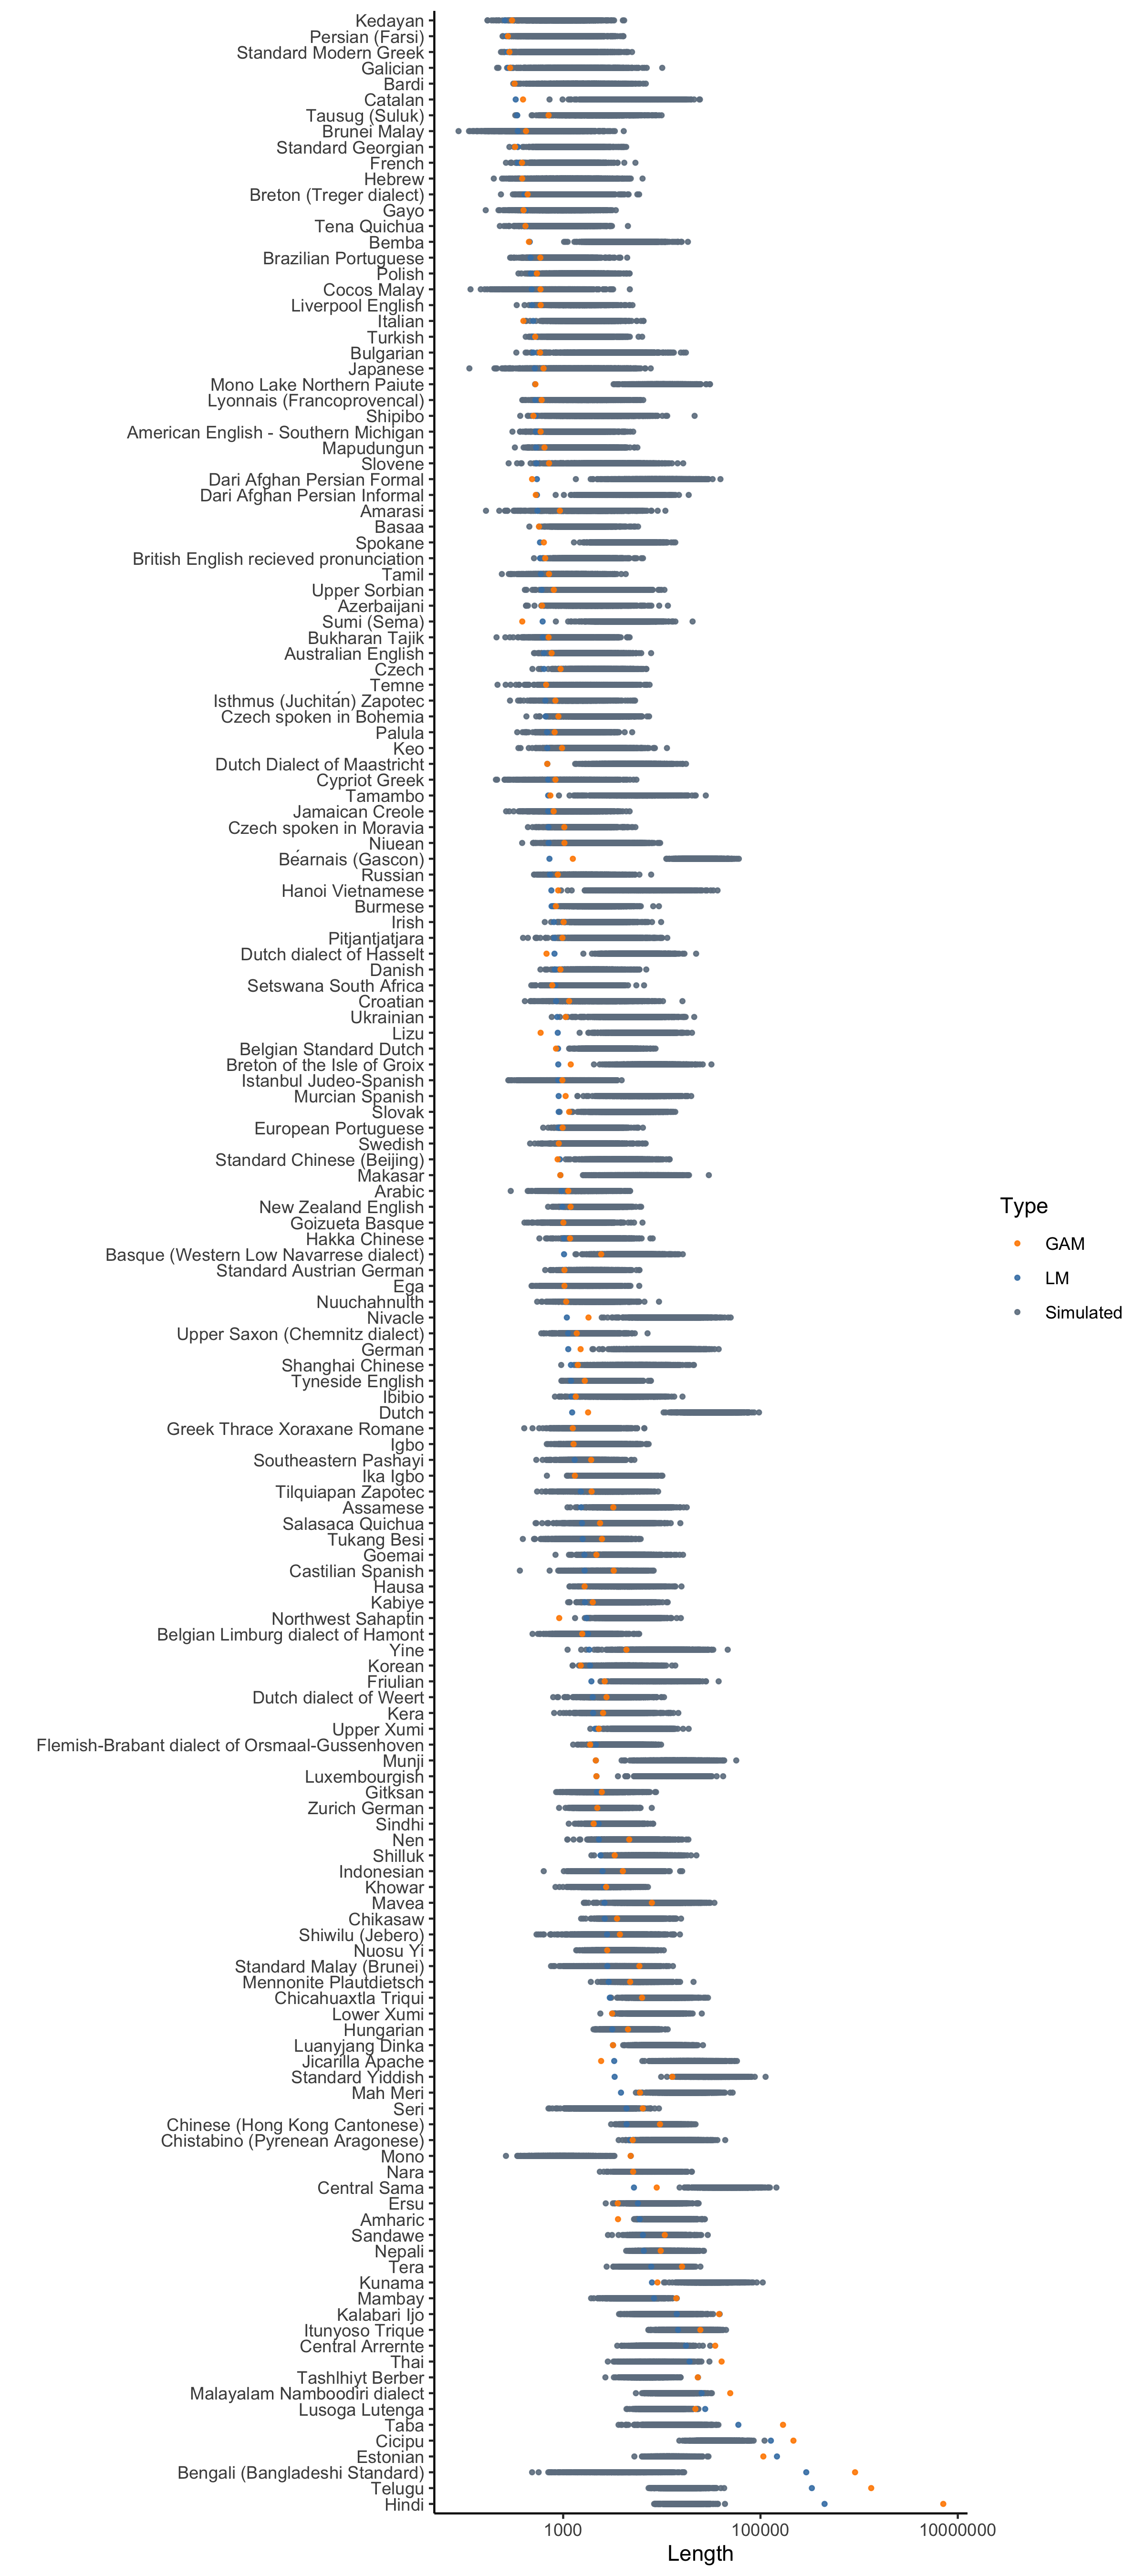 Kedayan
Persian (Farsi)
Standard Modern Greek
Galician
Bardi
Catalan
Tausug (Suluk)
Brunei Malay
Standard Georgian
French
Hebrew
Breton (Treger dialect)
Gayo
Tena Quichua
Bemba
Brazilian Portuguese
Polish
Cocos Malay
Liverpool English
Italian
Turkish
Bulgarian
Japanese
Mono Lake Northern Paiute
Lyonnais (Francoprovencal)
Shipibo
American English - Southern Michigan
Mapudungun
Slovene
Dari Afghan Persian Formal
Dari Afghan Persian Informal
Amarasi
Basaa
Spokane
British English recieved pronunciation
Tamil
Upper Sorbian
Azerbaijani
Sumi (Sema)
Bukharan Tajik
Australian English
Czech
Temne
Isthmus (Juchitán) Zapotec
Czech spoken in Bohemia
Palula
Keo
Dutch Dialect of Maastricht
Cypriot Greek
Tamambo
Jamaican Creole
Czech spoken in Moravia
Niuean
Béarnais (Gascon)
Russian
Hanoi Vietnamese
Burmese
Irish
Pitjantjatjara
Dutch dialect of Hasselt
Danish
Setswana South Africa
Croatian
Ukrainian
Lizu
Belgian Standard Dutch
Breton of the Isle of Groix
Istanbul Judeo-Spanish
Murcian Spanish
Slovak
European Portuguese
Swedish
Standard Chinese (Beijing)
Makasar
Arabic
New Zealand English
Goizueta Basque
Hakka Chinese
Basque (Western Low Navarrese dialect)
Standard Austrian German
Ega
Nuuchahnulth
Nivacle
Upper Saxon (Chemnitz dialect)
German
Shanghai Chinese
Tyneside English
Ibibio
Dutch
Greek Thrace Xoraxane Romane
Igbo
Southeastern Pashayi
Ika Igbo
Tilquiapan Zapotec
Assamese
Salasaca Quichua
Tukang Besi
Goemai
Castilian Spanish
Hausa
Kabiye
Northwest Sahaptin
Belgian Limburg dialect of Hamont
Yine
Korean
Friulian
Dutch dialect of Weert
Kera
Upper Xumi
Flemish-Brabant dialect of Orsmaal-Gussenhoven
Munji
Luxembourgish
Gitksan
Zurich German
Sindhi
Nen
Shilluk
Indonesian
Khowar
Mavea
Chikasaw
Shiwilu (Jebero)
Nuosu Yi
Standard Malay (Brunei)
Mennonite Plautdietsch
Chicahuaxtla Triqui
Lower Xumi
Hungarian
Luanyjang Dinka
Jicarilla Apache
Standard Yiddish
Mah Meri
Seri
Chinese (Hong Kong Cantonese)
Chistabino (Pyrenean Aragonese)
Mono
Nara
Central Sama
Ersu
Amharic
Sandawe
Nepali
Tera
Kunama
Mambay
Kalabari Ijo
Itunyoso Trique
Central Arrernte
Thai
Tashlhiyt Berber
Malayalam Namboodiri dialect
Lusoga Lutenga
Taba
Cicipu
Estonian
Bengali (Bangladeshi Standard)
Telugu
Hindi
1000 100000 10000000
Length
Type
GAM
LM
Simulated